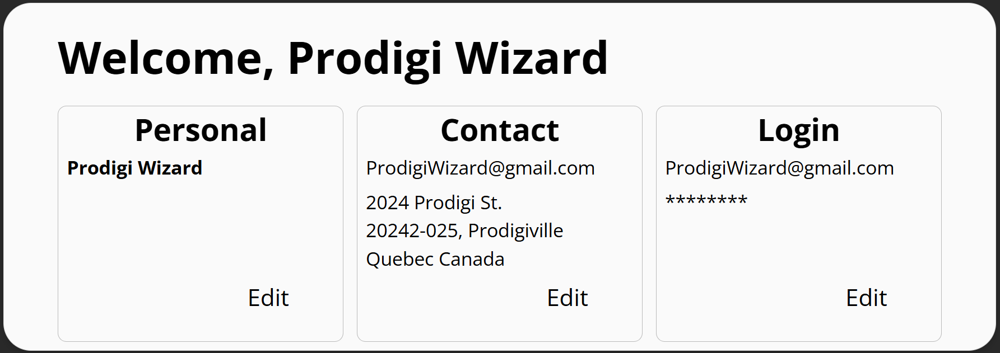 Welcome, Prodigi Wizard
Personal
Prodigi Wizard
Edit
Contact
ProdigiWizard@gmail.com
2024 Prodigi St.
20242-025, Prodigiville
Quebec Canada
Edit
Login
ProdigiWizard@gmail.com
********
Edit